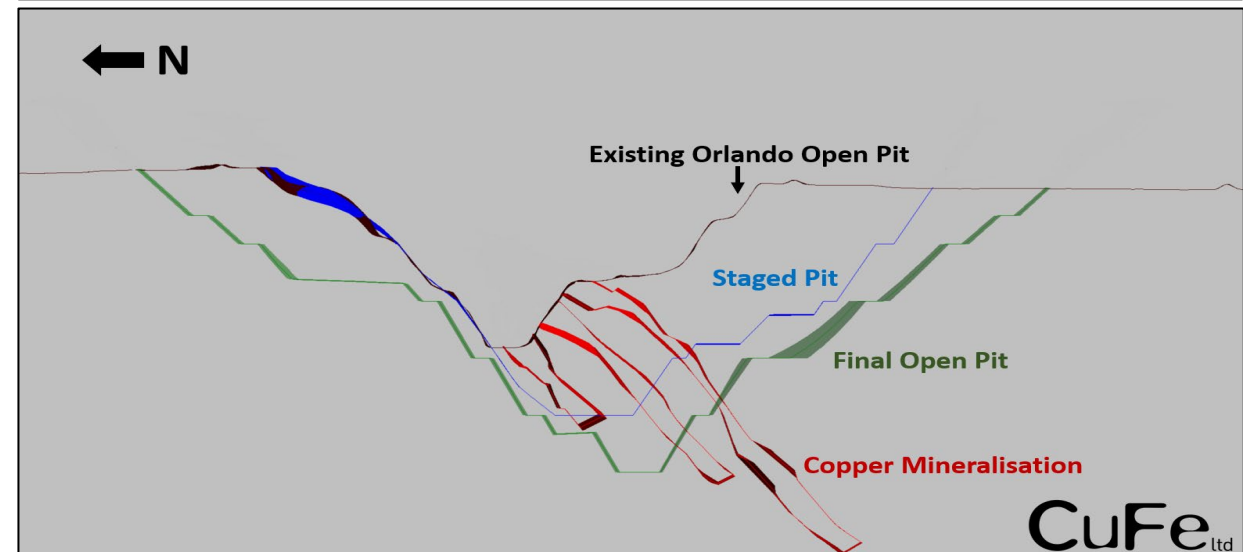 N
Existing Orlando Open Pit
Staged Pit
Final Open Pit
Copper Mineralisation
CuFe ltd